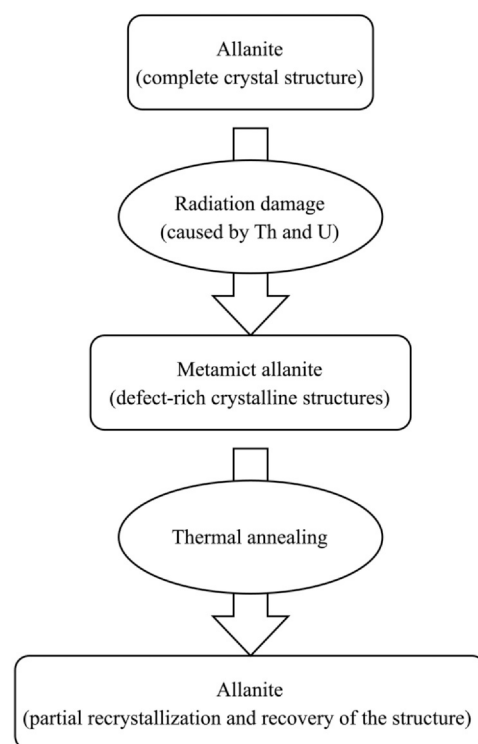 Allanite
(complete crystal structure)
Radiation damage
(caused by Th and U)
Metamict allanite
(defect-rich crystalline structures)
Thermal annealing
Allanite
(partial recrystallization and recovery of the structure)